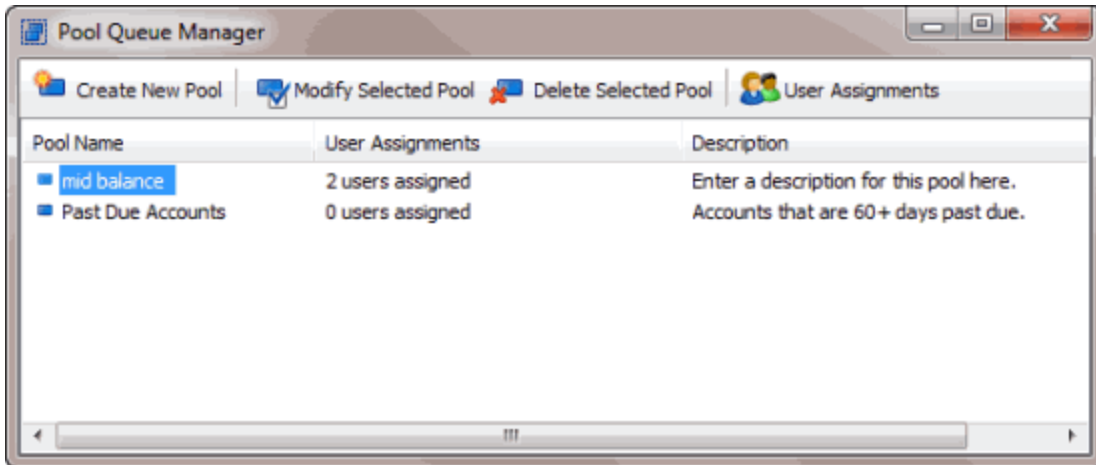 Pool Queue Manager
Create New Pool Modify Selected Pool Delete Selected Pool User Assignments
Pool Name User Assignments Description
mid balance 2 users assigned Enter a description for this pool here.
Past Due Accounts 0 users assigned Accounts that are 60+ days past due.